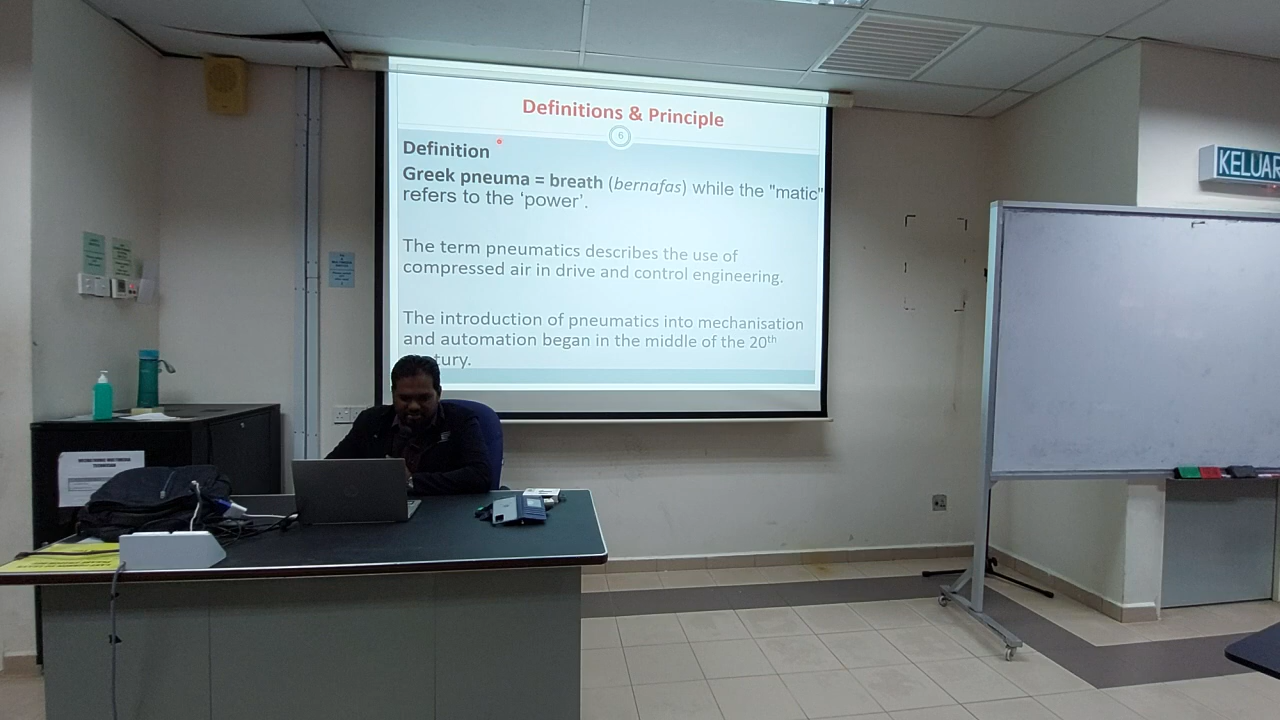 Definitions & Principle
6
Definition
Greek pneuma = breath (bernafas) while the "matic"
refers to the ‘power’.
The term pneumatics describes the use of
compressed air in drive and control engineering.
The introduction of pneumatics into mechanisation
and automation began in the middle of the 20th
tury.
KELUAR